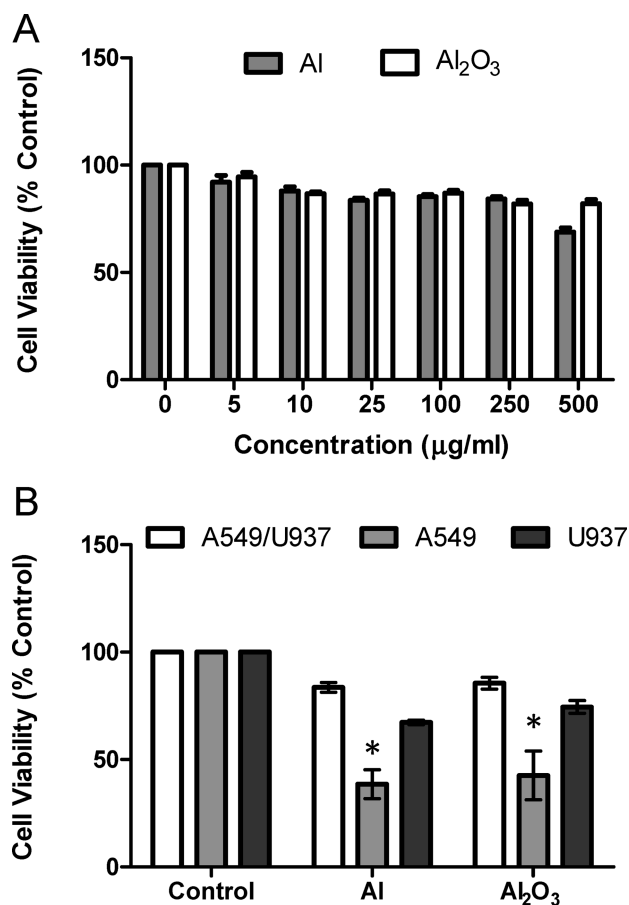 A
Cell Viability (% Control)
150
100
50
0
Al
Al₂O₃
0 5 10 25 100 250 500
Concentration (μg/ml)
B
Cell Viability (% Control)
150
100
50
0
A549/U937 A549 U937
* *
Control Al Al₂O₃